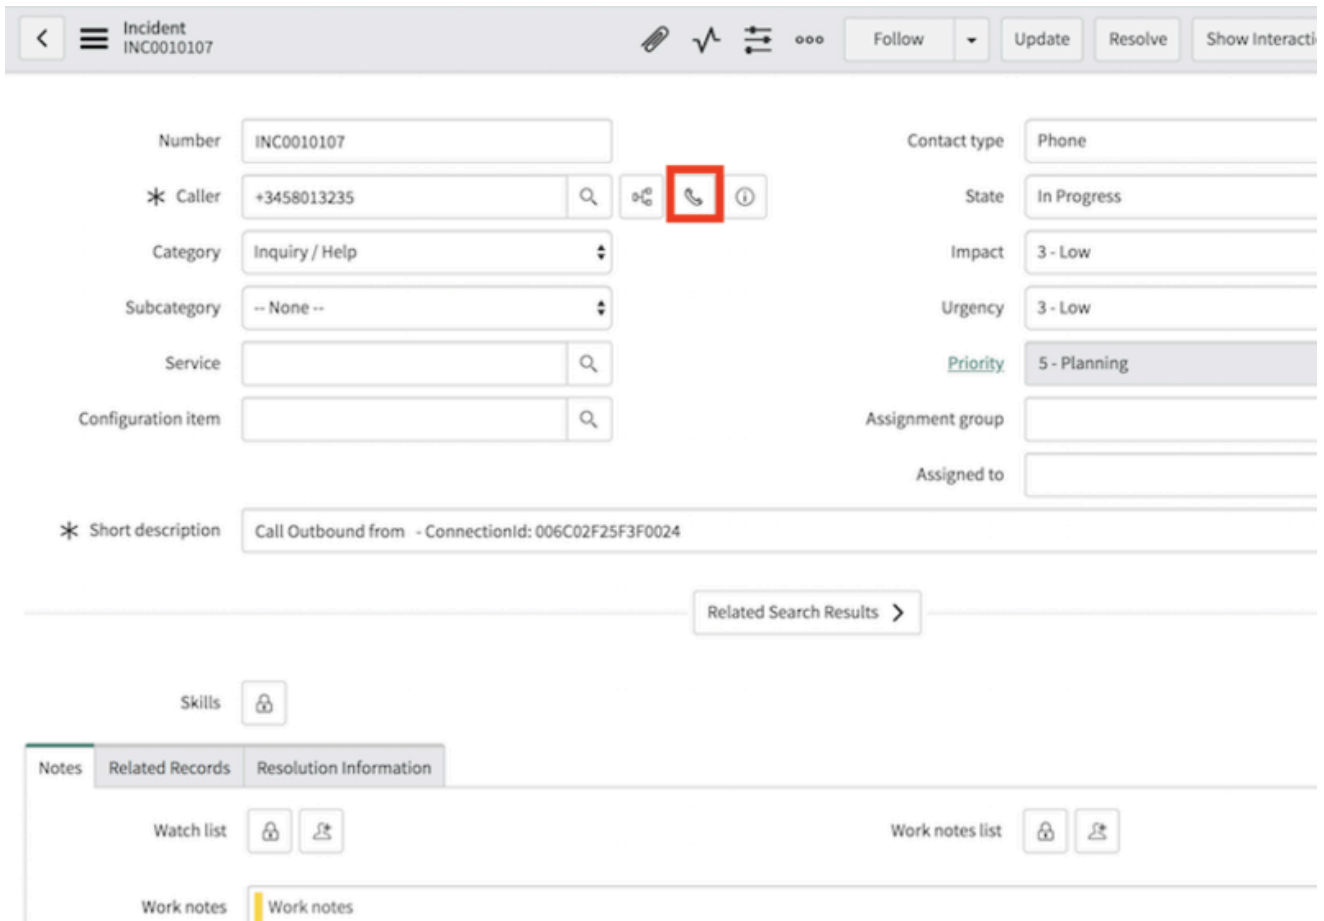 Incident
INC0010107
Follow
Update
Resolve
Show Interacti
Number
INC0010107
Contact type
Phone
Caller
+3458013235
State
In Progress
Category
Inquiry / Help
Impact
3 - Low
Subcategory
-- None --
Urgency
3 - Low
Service
Priority
5 - Planning
Configuration item
Assignment group
Assigned to
Short description
Call Outbound from - ConnectionId: 006C02F25F3F0024
Related Search Results
Skills
Notes
Related Records
Resolution Information
Watch list
Work notes list
Work notes
Work notes